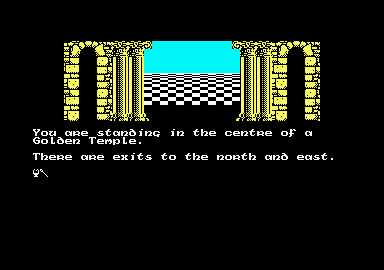 You are standing in the centre of a
Golden Temple.
There are exits to the north and east.